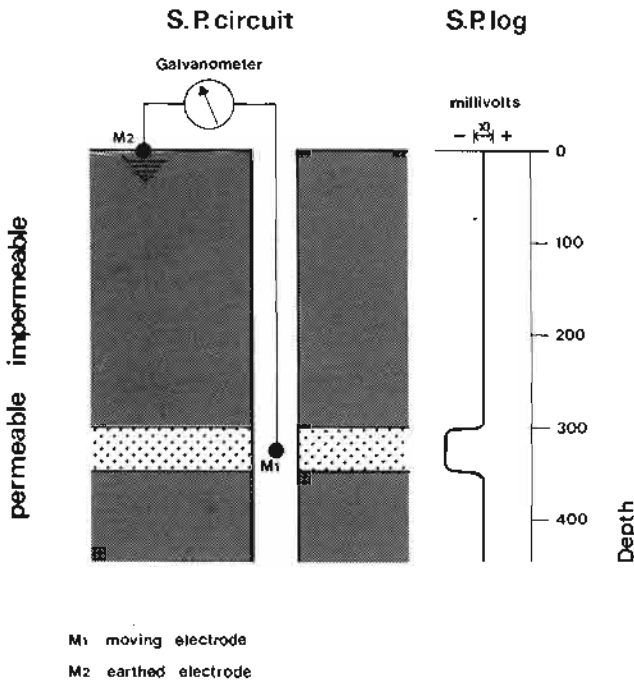 S.P. circuit
S.P. log
Galvanometer
millivolts
- 10 +
M2
0
100
200
300
400
M1
permeable impermeable
Depth
M1 moving electrode
M2 earthed electrode